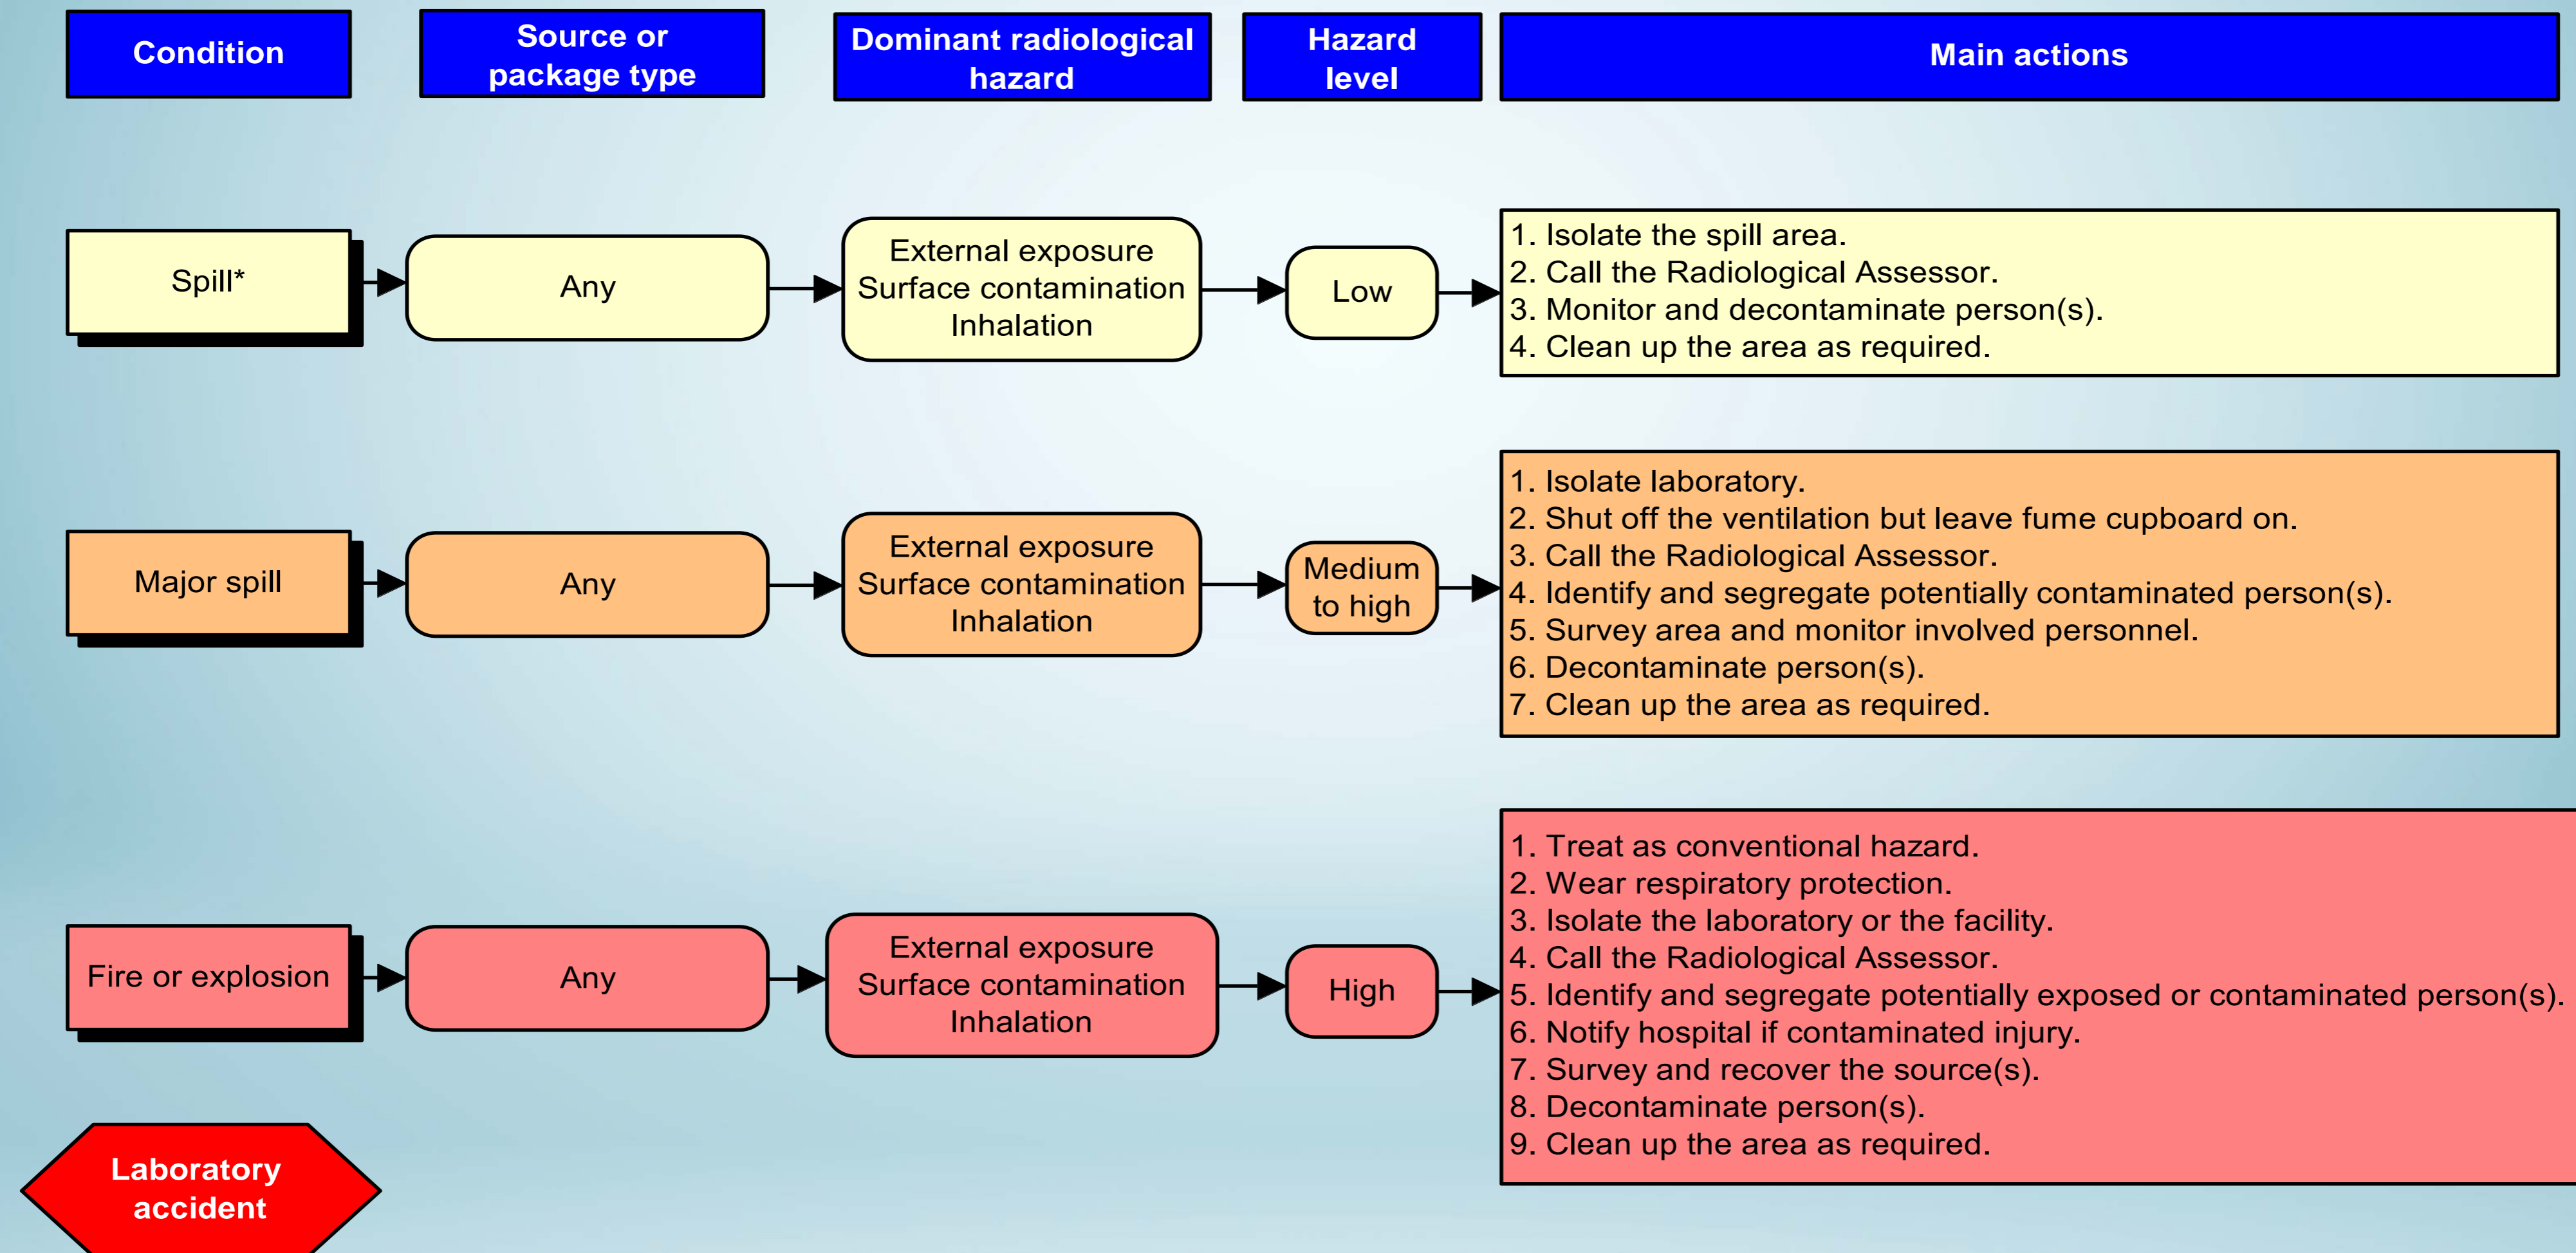 Condition
Source or
package type
Dominant radiological
hazard
Hazard
level
Main actions
Spill*
Any
External exposure
Surface contamination
Inhalation
Low
1. Isolate the spill area.
2. Call the Radiological Assessor.
3. Monitor and decontaminate person(s).
4. Clean up the area as required.
Major spill
Any
External exposure
Surface contamination
Inhalation
Medium
to high
1. Isolate laboratory.
2. Shut off the ventilation but leave fume cupboard on.
3. Call the Radiological Assessor.
4. Identify and segregate potentially contaminated person(s).
5. Survey area and monitor involved personnel.
6. Decontaminate person(s).
7. Clean up the area as required.
Fire or explosion
Any
External exposure
Surface contamination
Inhalation
High
1. Treat as conventional hazard.
2. Wear respiratory protection.
3. Isolate the laboratory or the facility.
4. Call the Radiological Assessor.
5. Identify and segregate potentially exposed or contaminated person(s).
6. Notify hospital if contaminated injury.
7. Survey and recover the source(s).
8. Decontaminate person(s).
9. Clean up the area as required.
Laboratory
accident